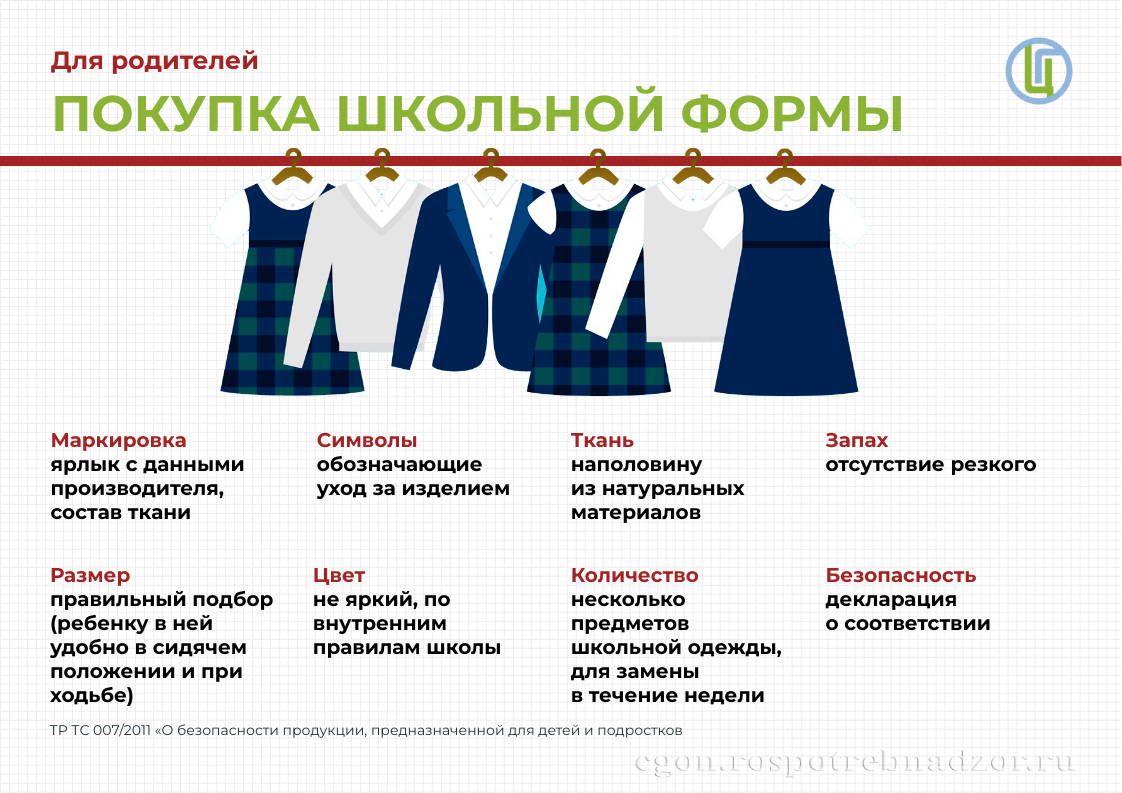 Для родителей
ПОКУПКА ШКОЛЬНОЙ ФОРМЫ
Маркировка
ярлык с данными
производителя,
состав ткани
Символы
обозначающие
уход за изделием
Ткань
наполовину
из натуральных
материалов
Запах
отсутствие резкого
Размер
правильный подбор
(ребенку в ней
удобно в сидячем
положении и при
ходьбе)
Цвет
не яркий, по
внутренним
правилам школы
Количество
несколько
предметов
школьной одежды,
для замены
в течение недели
Безопасность
декларация
о соответствии
ТР ТС 007/2011 «О безопасности продукции, предназначенной для детей и подростков
cgon.rospotrebnadzor.ru